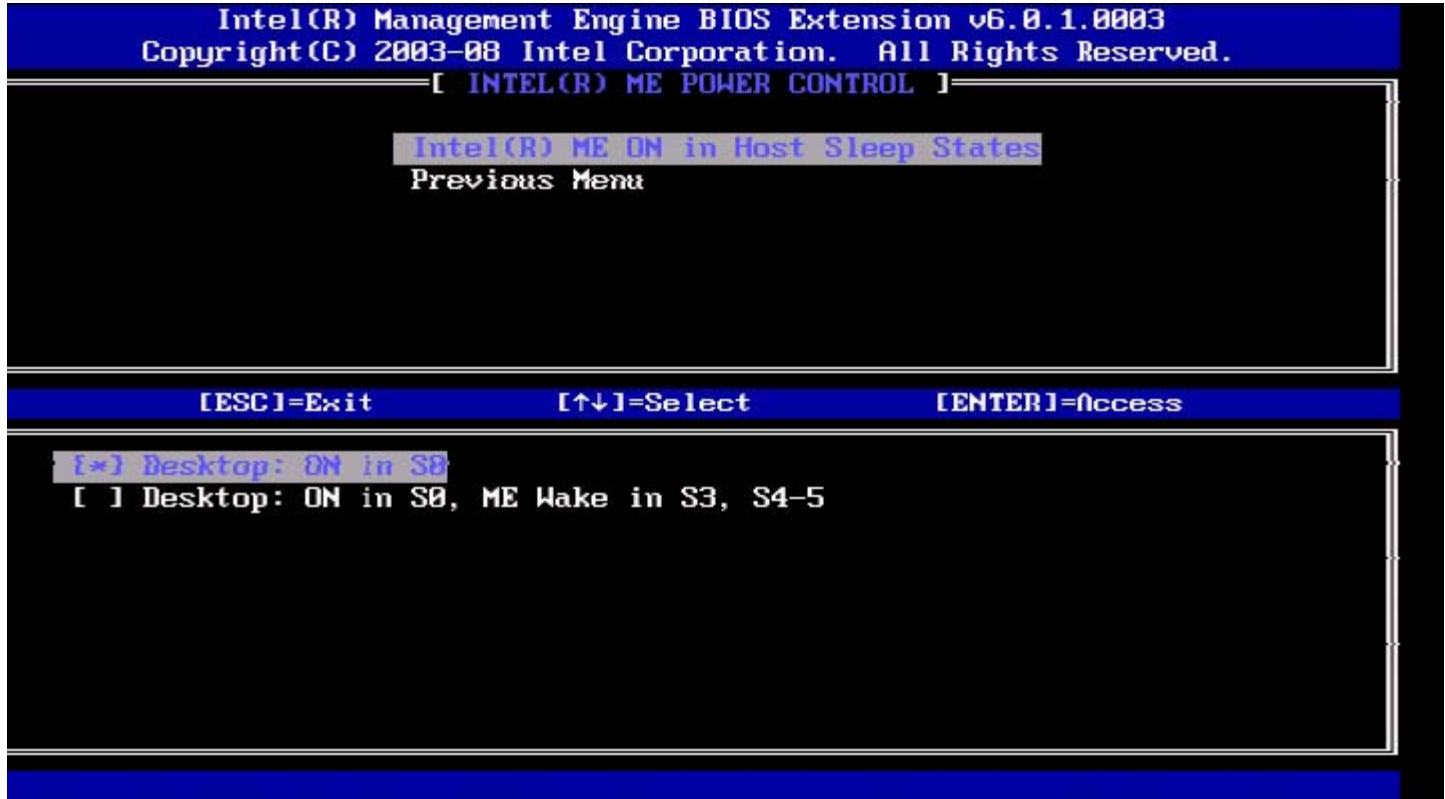 Intel(R) Management Engine BIOS Extension v6.0.1.0003
Copyright(C) 2003-08 Intel Corporation. All Rights Reserved.
[ INTEL(R) ME POWER CONTROL ]
Intel(R) ME ON in Host Sleep States
Previous Menu
[ESC]=Exit [↑↓]=Select [ENTER]=Access
[*] Desktop: ON in S0
[ ] Desktop: ON in S0, ME Wake in S3, S4-5